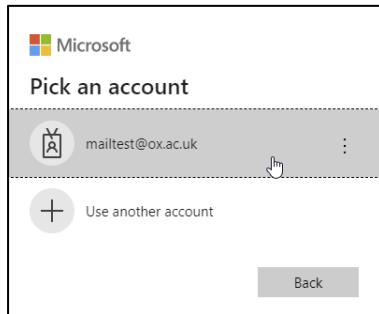 Microsoft
Pick an account
mailtest@ox.ac.uk
Use another account
Back